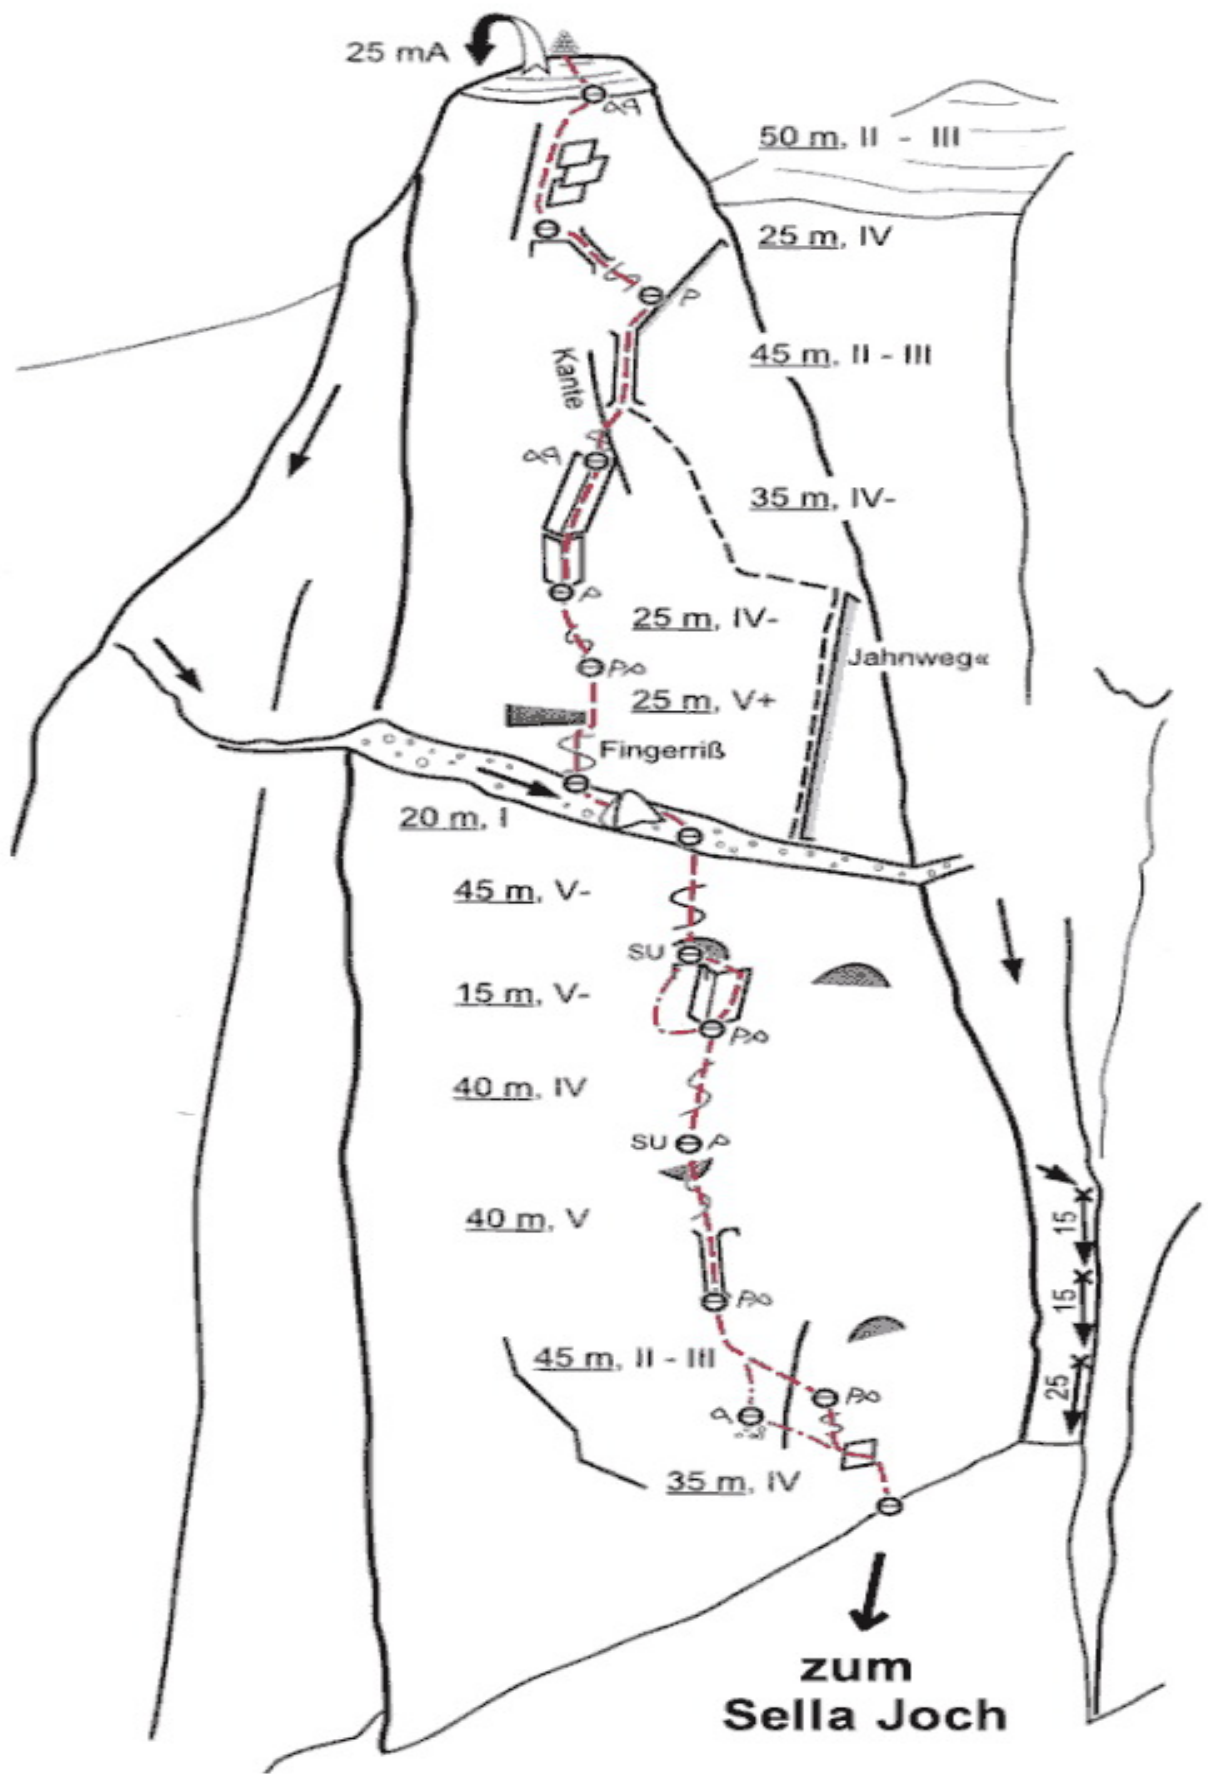 25 mA
50 m, II - III
25 m, IV
45 m, II - III
Kante
35 m, IV-
25 m, IV-
Jahnweg«
25 m, V+
Fingerriß
20 m, I
45 m, V-
SU
15 m, V-
40 m, IV
SU
40 m, V
15
15
45 m, II - III
25
35 m, IV
zum
Sella Joch